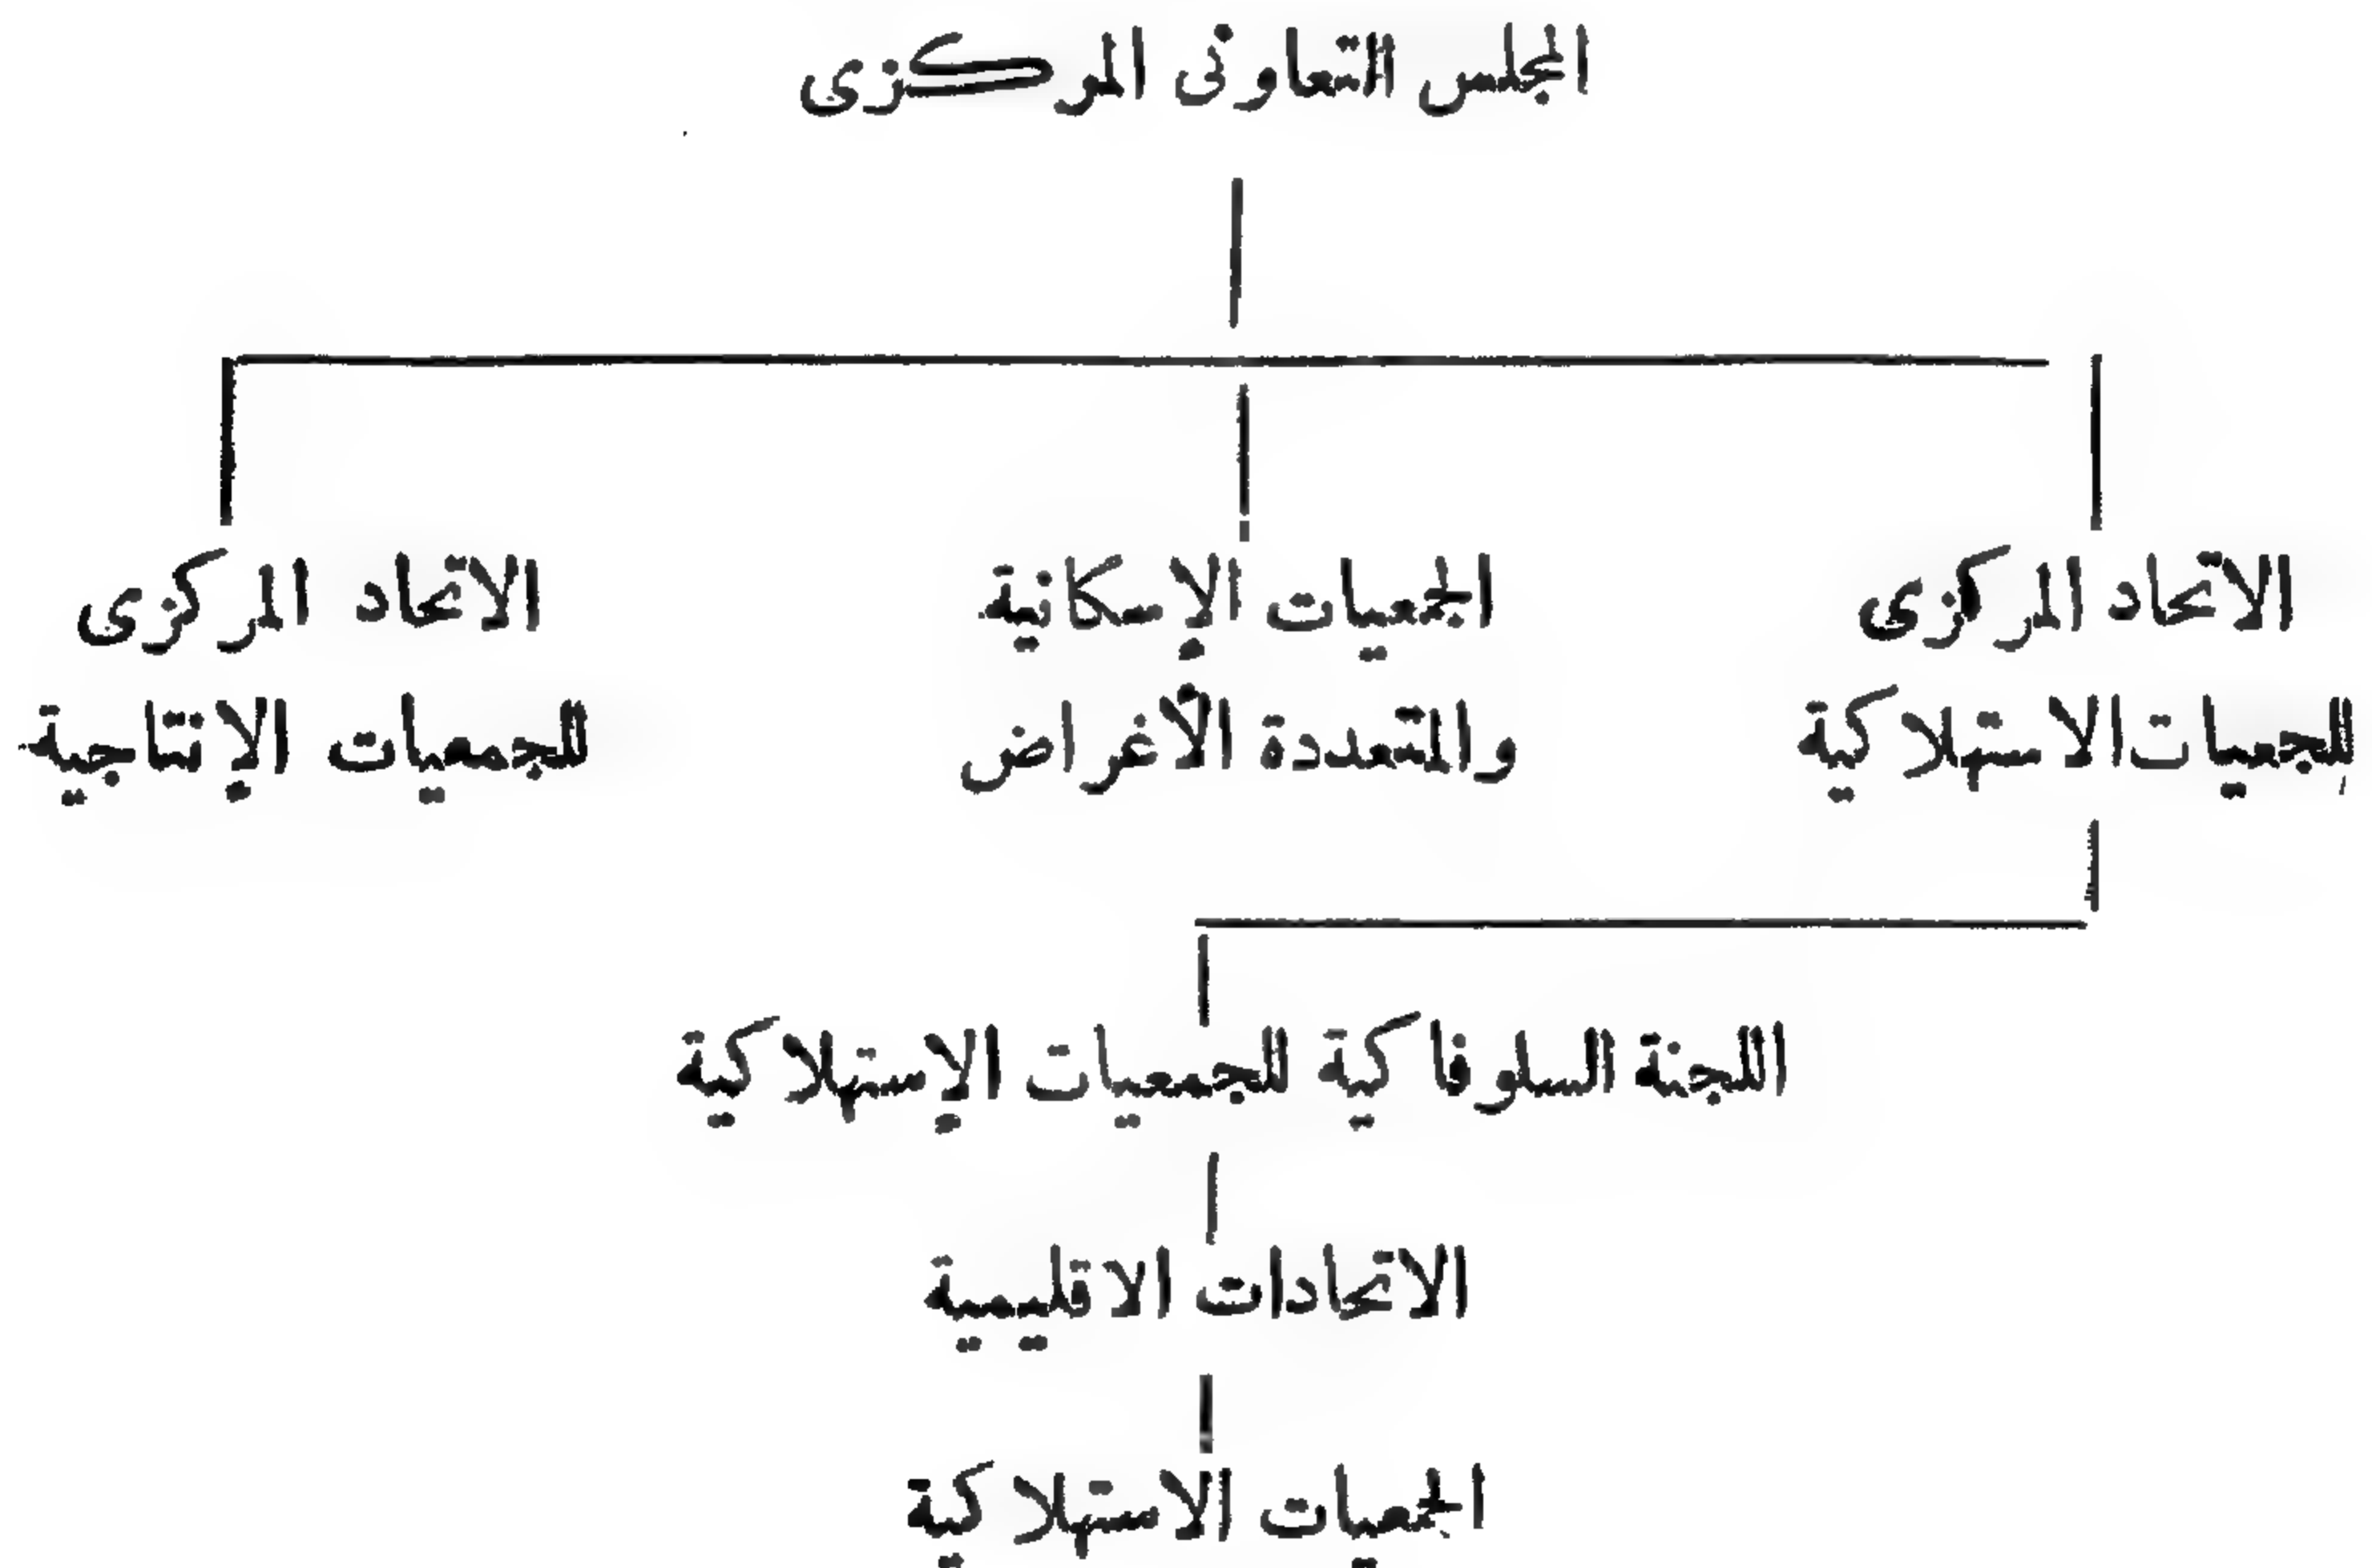 المجلس التعاونى المركزى
الاتحاد المركزى
للجمعيات الاستهلاكية
الجمعيات الإسكانية
والمتعددة الأغراض
الاتحاد المركزى
للجمعيات الإنتاجية
اللجنة السلوفاكية للجمعيات الإستهلاكية
الاتحادات الاقليمية
الجمعيات الاستهلاكية